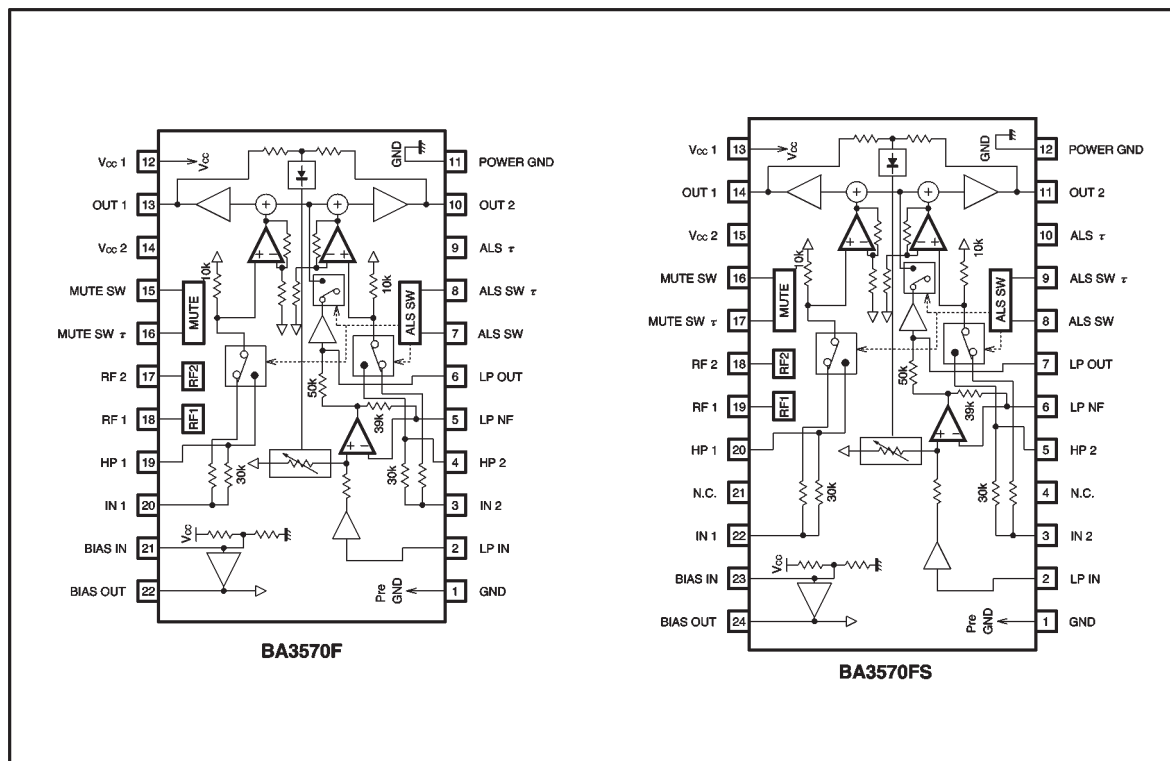 VCC 1 12 VCC GND 11 POWER GND
OUT 1 13 + + 10 OUT 2
VCC 2 14 + − + − 9 ALS τ
10k 10k
MUTE SW 15 MUTE ALS SW 8 ALS SW τ
MUTE SW τ 16 7 ALS SW
RF 2 17 RF2 50k 6 LP OUT
RF 1 18 RF1 39k 5 LP NF
+ −
HP 1 19 30k 30k 4 HP 2
IN 1 20 3 IN 2
VCC
BIAS IN 21 2 LP IN
BIAS OUT 22 Pre GND 1 GND
BA3570F
VCC 1 13 VCC GND 12 POWER GND
OUT 1 14 + + 11 OUT 2
VCC 2 15 + − + − 10 ALS τ
10k 10k
MUTE SW 16 MUTE ALS SW 9 ALS SW τ
MUTE SW τ 17 8 ALS SW
RF 2 18 RF2 50k 7 LP OUT
RF 1 19 RF1 39k 6 LP NF
+ −
HP 1 20 5 HP 2
N.C. 21 30k 30k 4 N.C.
IN 1 22 3 IN 2
VCC
BIAS IN 23 2 LP IN
BIAS OUT 24 Pre GND 1 GND
BA3570FS